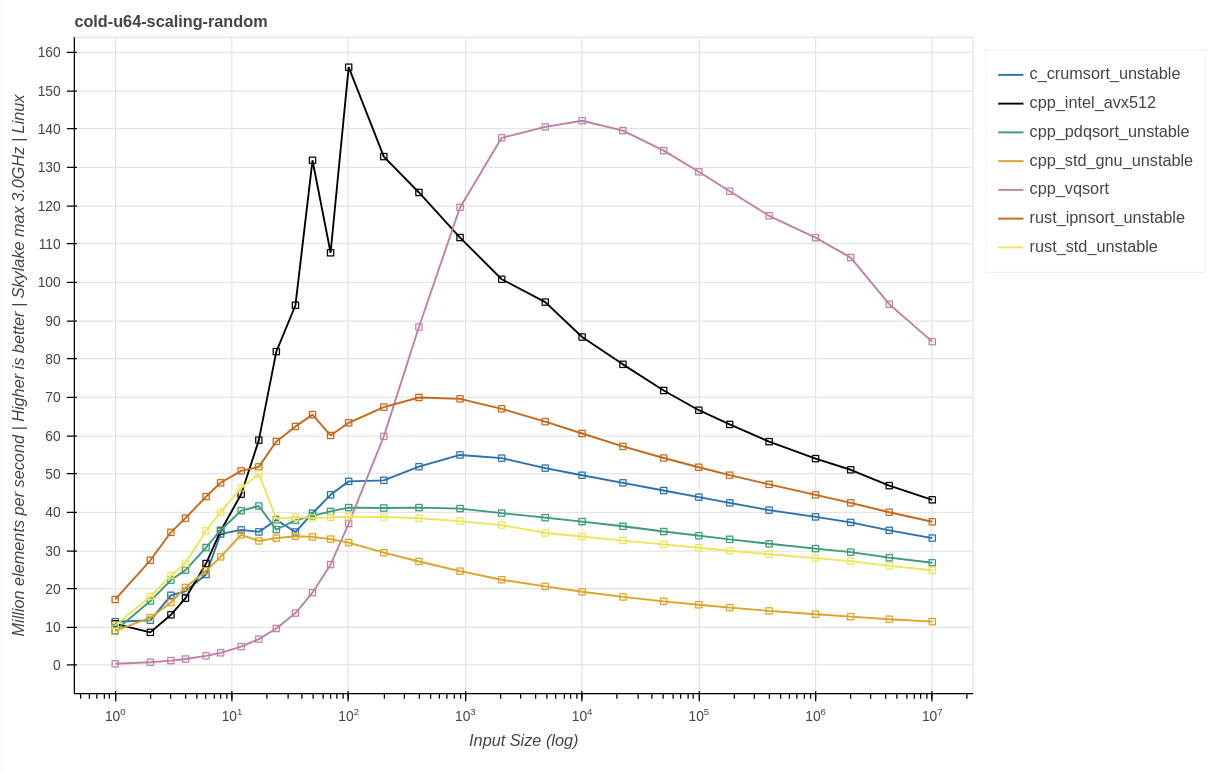 cold-u64-scaling-random
Million elements per second | Higher is better | Skylake max 3.0GHz | Linux
160
150
140
130
120
110
100
90
80
70
60
50
40
30
20
10
0
10⁰ 10¹ 10² 10³ 10⁴ 10⁵ 10⁶ 10⁷
Input Size (log)
c_crumsort_unstable
cpp_intel_avx512
cpp_pdqsort_unstable
cpp_std_gnu_unstable
cpp_vqsort
rust_ipnsort_unstable
rust_std_unstable